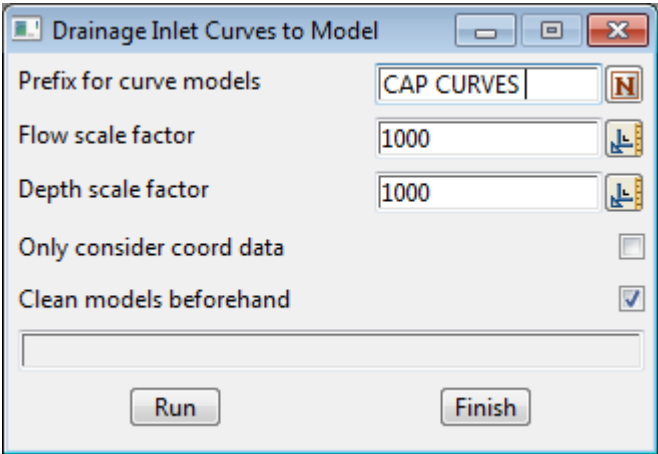 Drainage Inlet Curves to Model
Prefix for curve models CAP CURVES N
Flow scale factor 1000
Depth scale factor 1000
Only consider coord data
Clean models beforehand
Run Finish